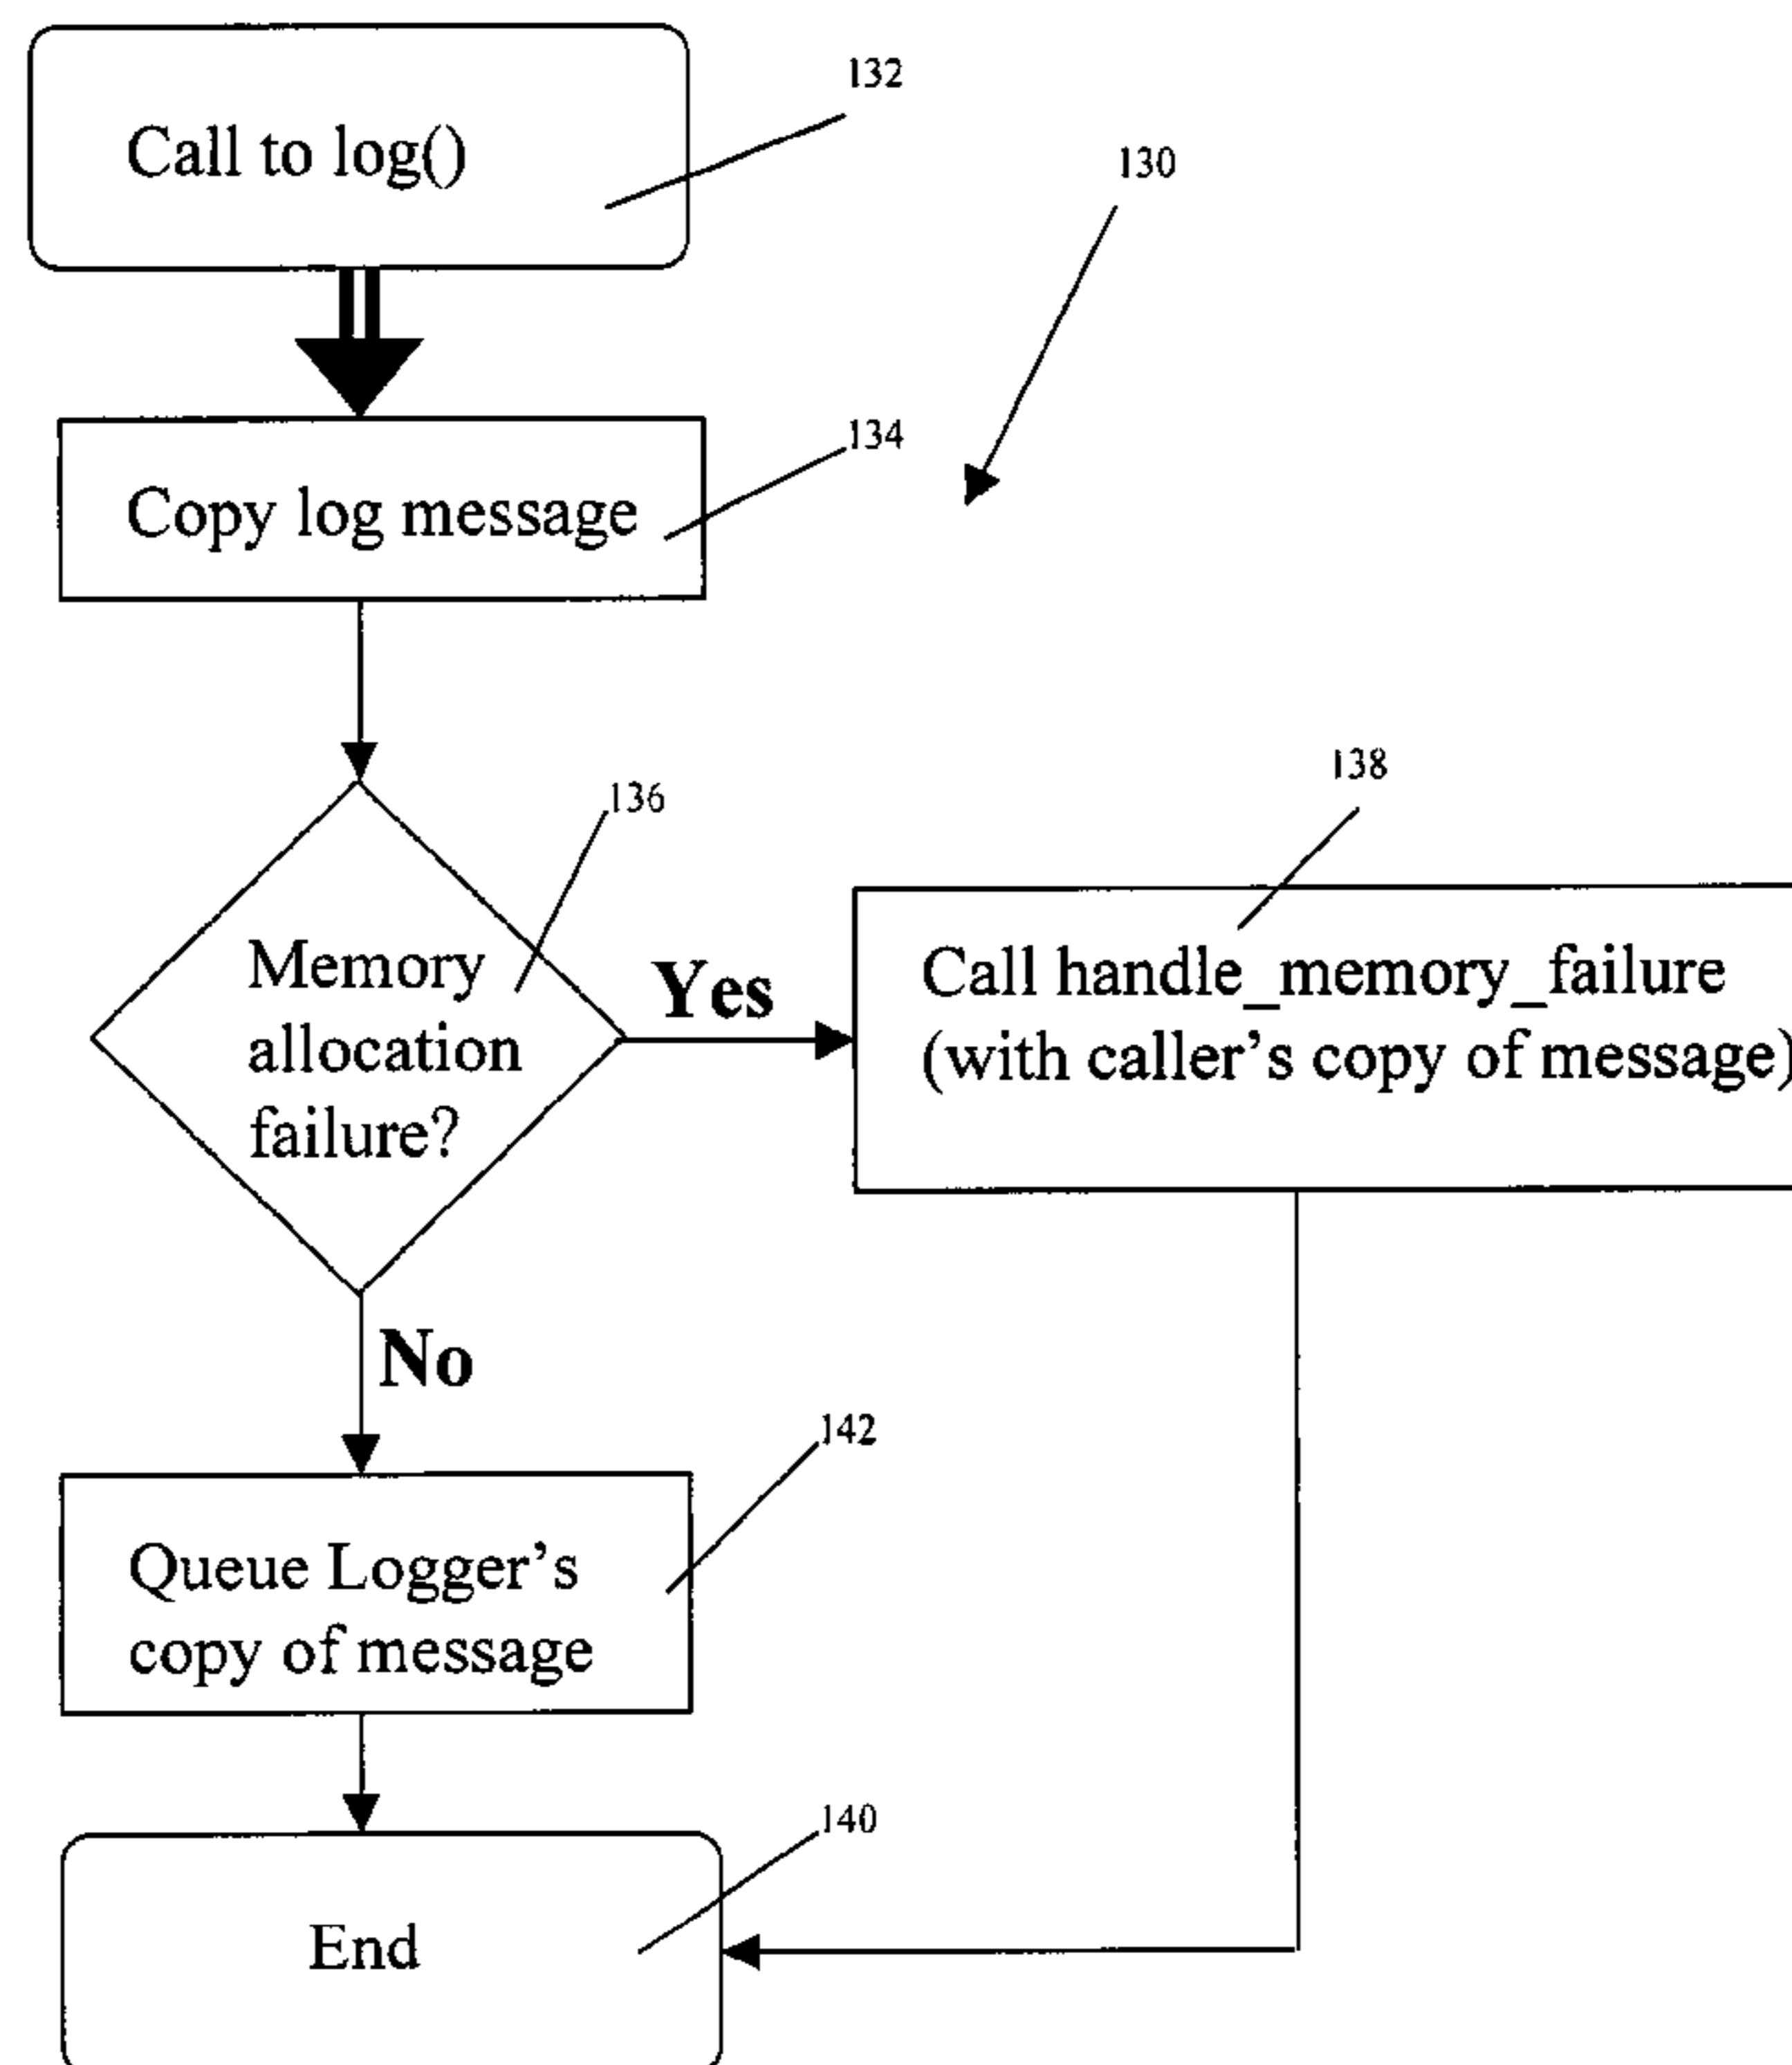 132
Call to log()
130
134
Copy log message
138
136
Memory
allocation
failure?
Yes
Call handle_memory_failure
(with caller’s copy of message)
No
142
Queue Logger’s
copy of message
140
End